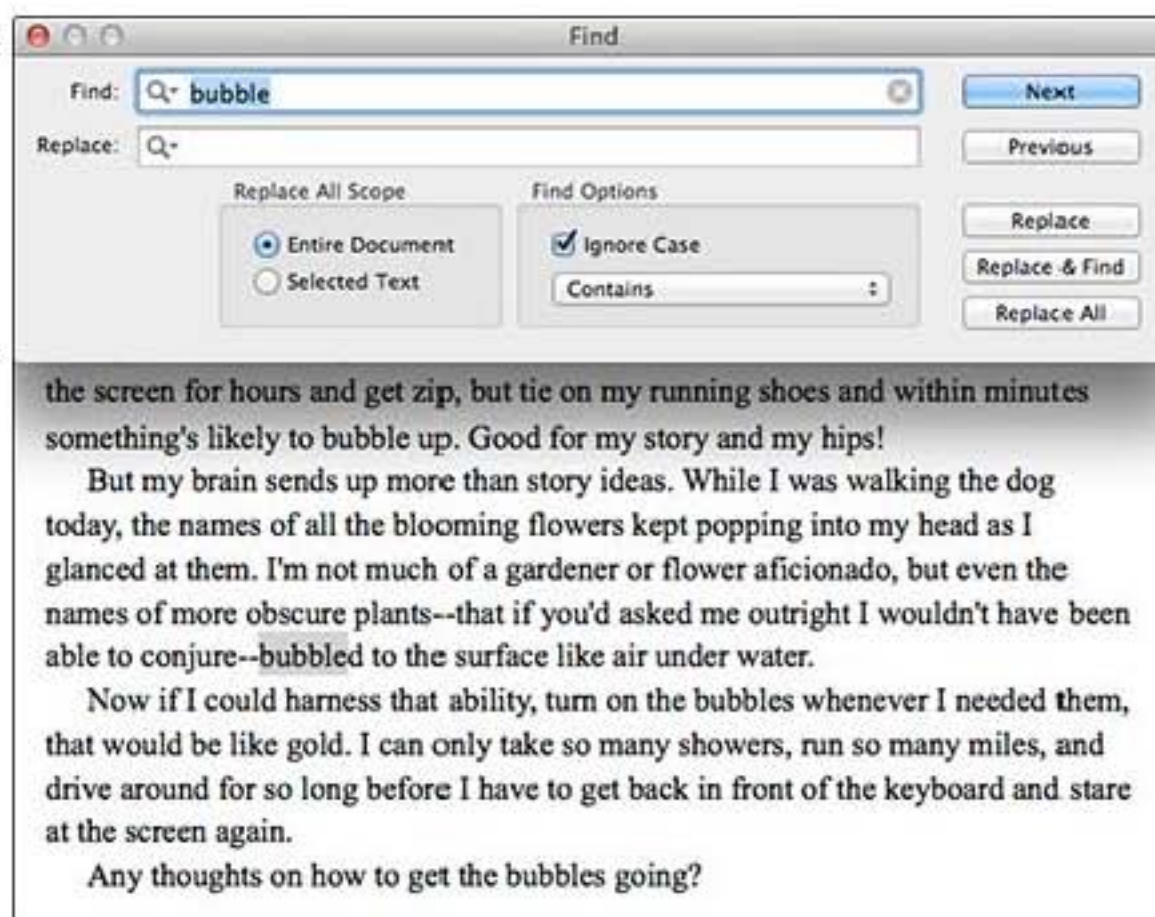 Find
Find: bubble
Next
Replace:
Previous
Replace All Scope
Find Options
Entire Document
Ignore Case
Replace
Selected Text
Contains
Replace & Find
Replace All
the screen for hours and get zip, but tie on my running shoes and within minutes
something's likely to bubble up. Good for my story and my hips!
But my brain sends up more than story ideas. While I was walking the dog
today, the names of all the blooming flowers kept popping into my head as I
glanced at them. I'm not much of a gardener or flower aficionado, but even the
names of more obscure plants--that if you'd asked me outright I wouldn't have been
able to conjure--bubbled to the surface like air under water.
Now if I could harness that ability, turn on the bubbles whenever I needed them,
that would be like gold. I can only take so many showers, run so many miles, and
drive around for so long before I have to get back in front of the keyboard and stare
at the screen again.
Any thoughts on how to get the bubbles going?